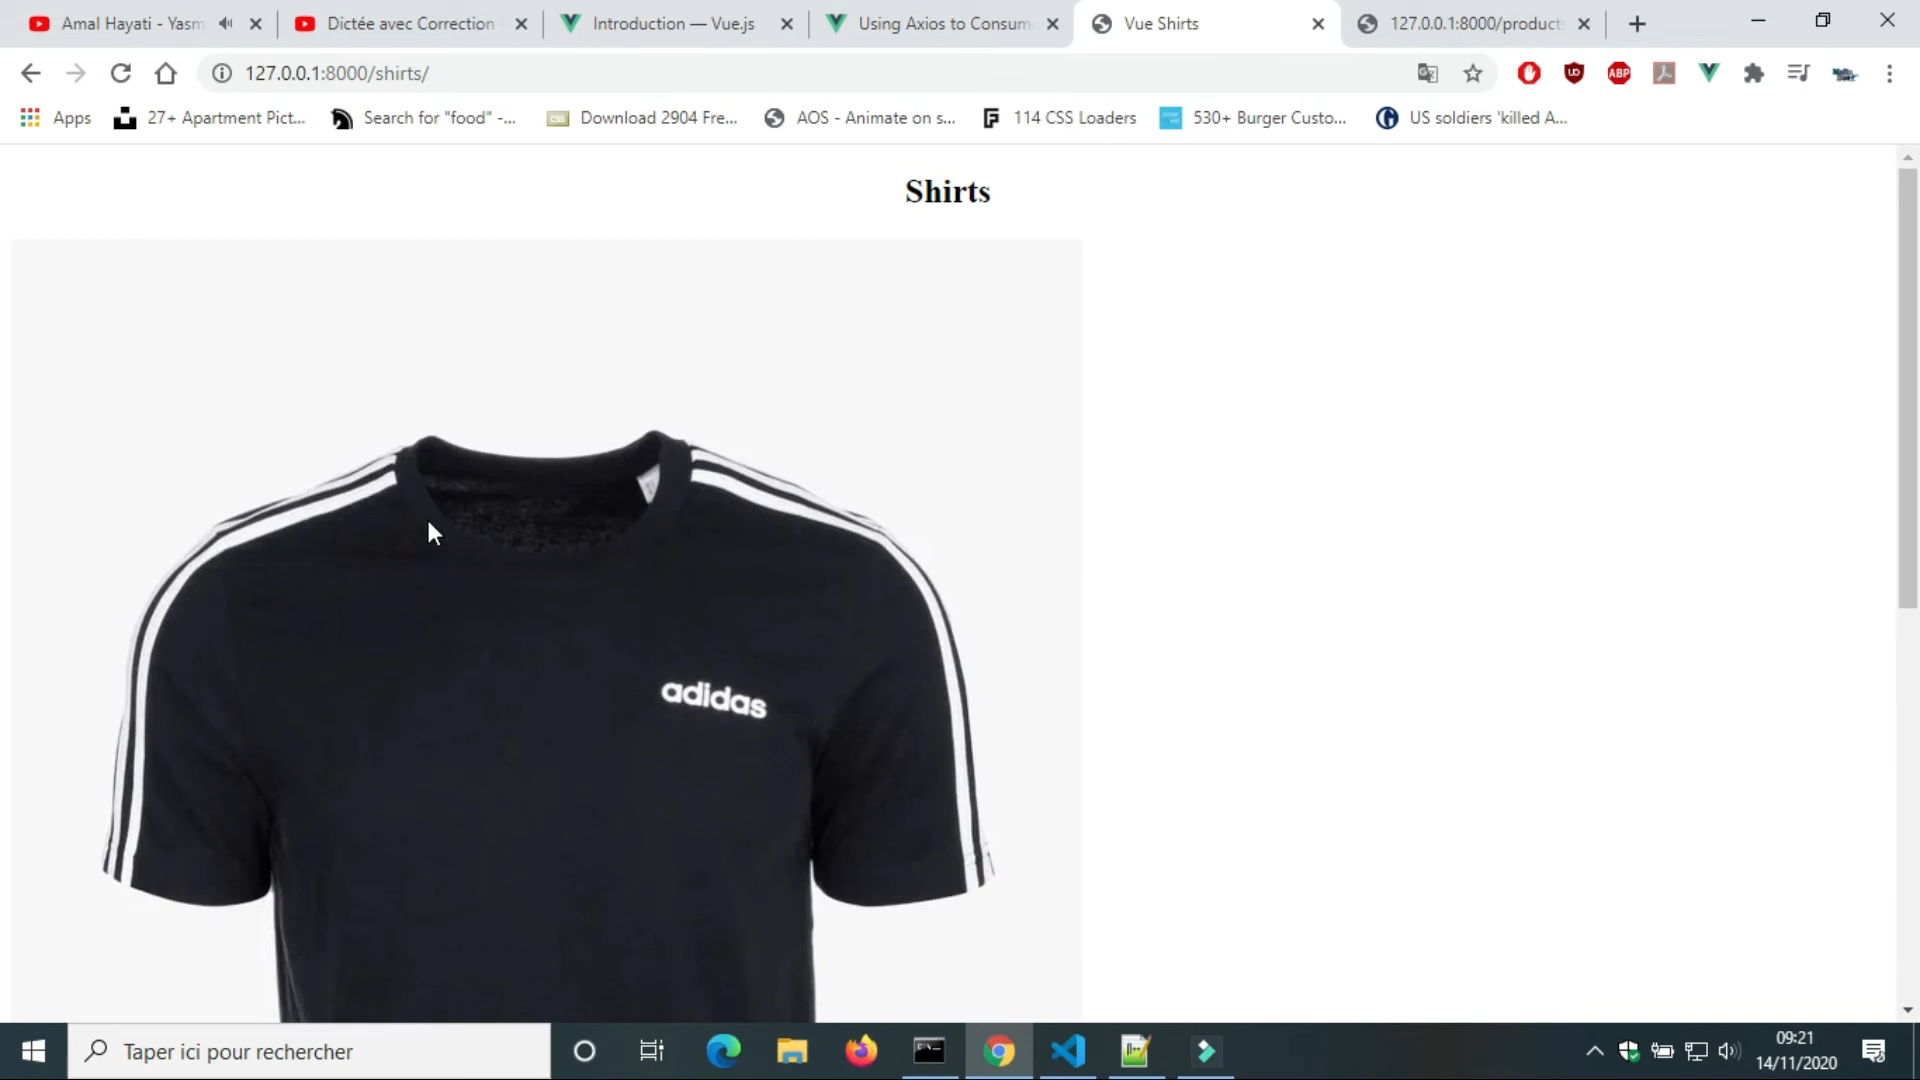 Amal Hayati - Yasm
Dictée avec Correction
Introduction — Vue.js
Using Axios to Consum
Vue Shirts
127.0.0.1:8000/product
127.0.0.1:8000/shirts/
UD
ABP
Apps
27+ Apartment Pict...
Search for "food" -...
Download 2904 Fre...
AOS - Animate on s...
114 CSS Loaders
530+ Burger Custo...
US soldiers 'killed A...
Shirts
adidas
Taper ici pour rechercher
09:21
14/11/2020